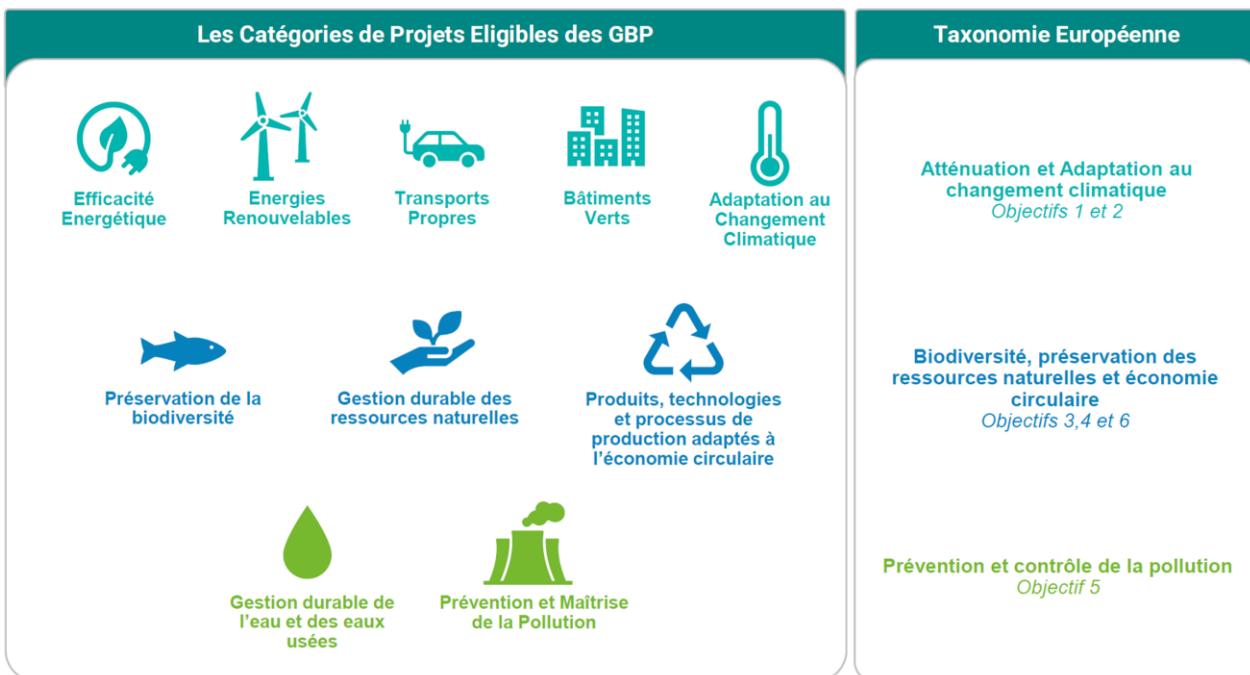 Les Catégories de Projets Eligibles des GBP
Taxonomie Européenne
Efficacité
Energétique
Energies
Renouvelables
Transports
Propres
Bâtiments
Verts
Adaptation au
Changement
Climatique
Atténuation et Adaptation au
changement climatique
Objectifs 1 et 2
Préservation de la
biodiversité
Gestion durable des
ressources naturelles
Produits, technologies
et processus de
production adaptés à
l'économie circulaire
Biodiversité, préservation des
ressources naturelles et économie
circulaire
Objectifs 3,4 et 6
Gestion durable de
l'eau et des eaux
usées
Prévention et Maîtrise
de la Pollution
Prévention et contrôle de la pollution
Objectif 5